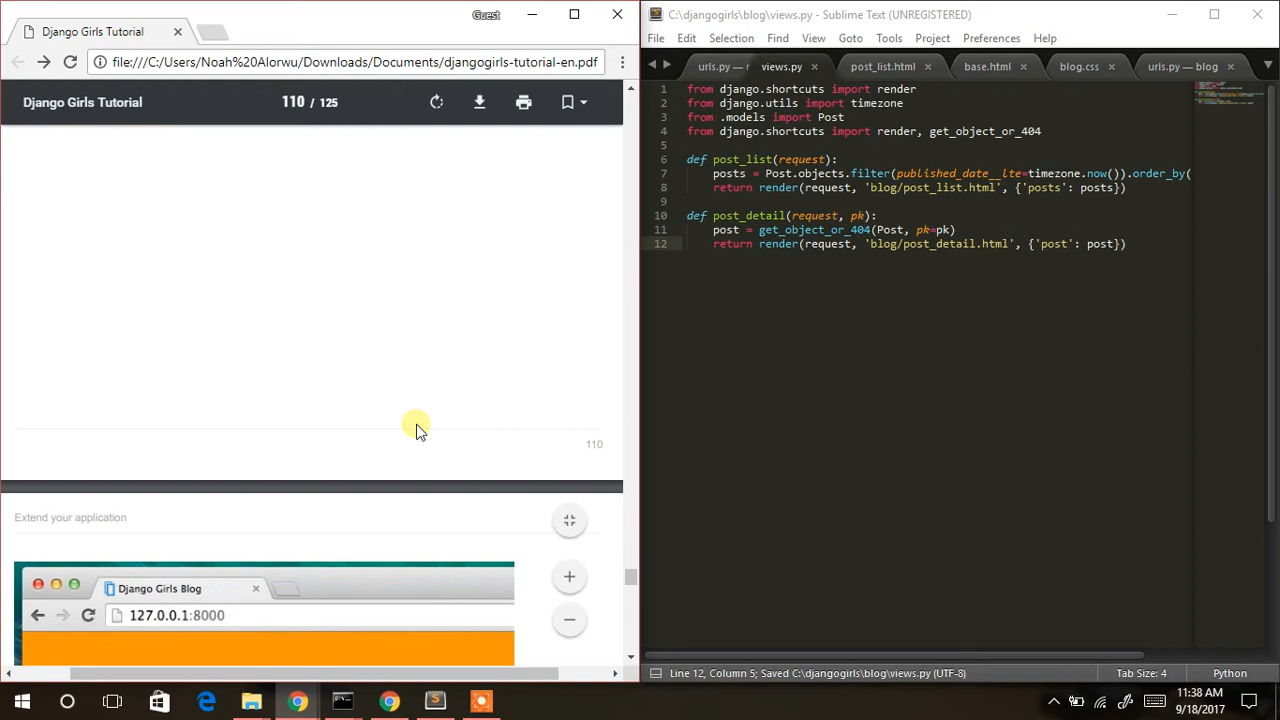 Guest
Django Girls Tutorial
file:///C:/Users/Noah%20Alorwu/Downloads/Documents/djangogirls-tutorial-en.pdf
Django Girls Tutorial
110 / 125
110
Extend your application
Django Girls Blog
127.0.0.1:8000
C:\djangogirls\blog\views.py - Sublime Text (UNREGISTERED)
File Edit Selection Find View Goto Tools Project Preferences Help
urls.py — views.py post_list.html base.html blog.css urls.py — blog
1 from django.shortcuts import render
2 from django.utils import timezone
3 from .models import Post
4 from django.shortcuts import render, get_object_or_404
5
6 def post_list(request):
7 posts = Post.objects.filter(published_date__lte=timezone.now()).order_by(
8 return render(request, 'blog/post_list.html', {'posts': posts})
9
10 def post_detail(request, pk):
11 post = get_object_or_404(Post, pk=pk)
12 return render(request, 'blog/post_detail.html', {'post': post})
Line 12, Column 5; Saved C:\djangogirls\blog\views.py (UTF-8)
Tab Size: 4
Python
11:38 AM
9/18/2017